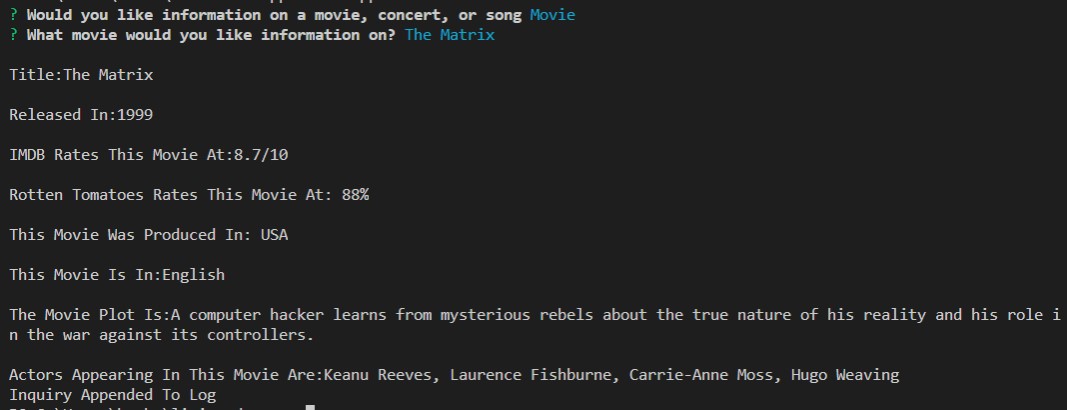 ? Would you like information on a movie, concert, or song Movie
? What movie would you like information on? The Matrix
Title:The Matrix
Released In:1999
IMDB Rates This Movie At:8.7/10
Rotten Tomatoes Rates This Movie At: 88%
This Movie Was Produced In: USA
This Movie Is In:English
The Movie Plot Is:A computer hacker learns from mysterious rebels about the true nature of his reality and his role i
n the war against its controllers.
Actors Appearing In This Movie Are:Keanu Reeves, Laurence Fishburne, Carrie-Anne Moss, Hugo Weaving
Inquiry Appended To Log